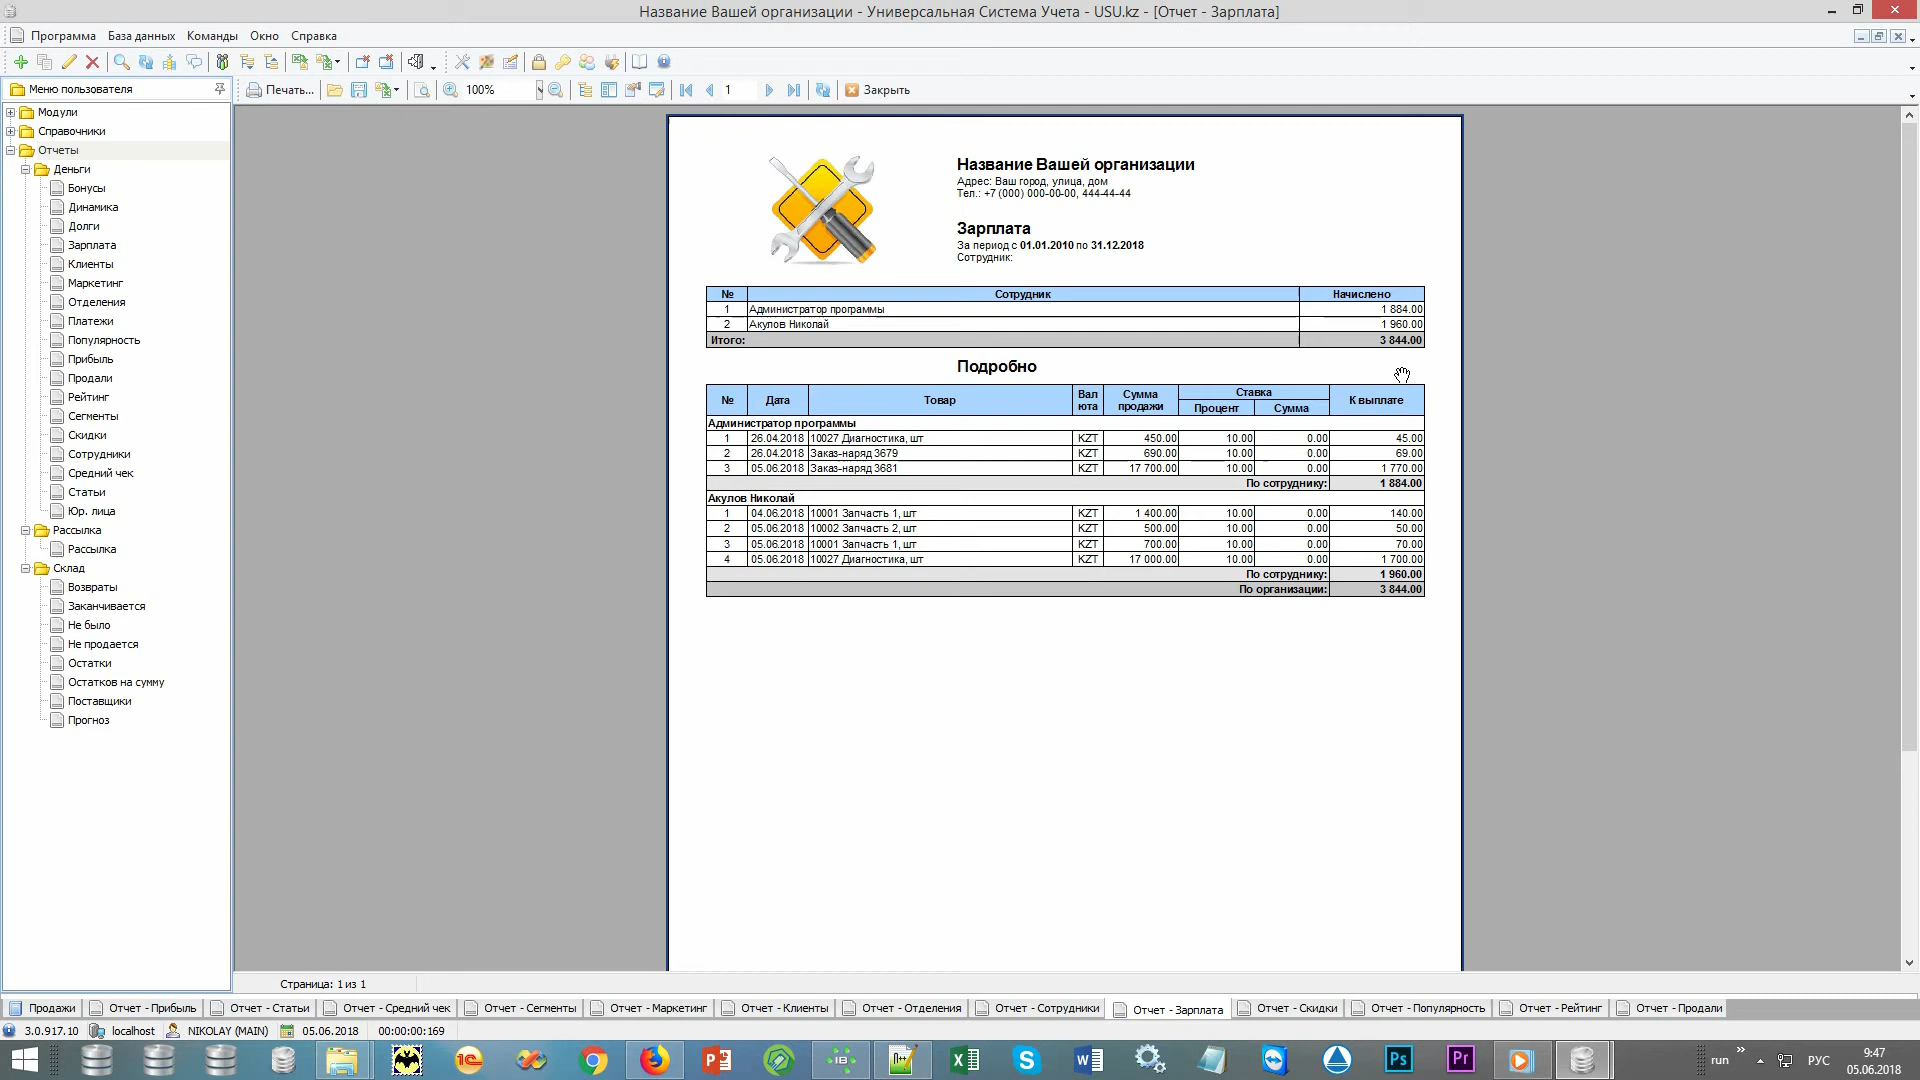 Название Вашей организации - Универсальная Система Учета - USU.kz - [Отчет - Зарплата]
Программа База данных Команды Окно Справка
Меню пользователя
Печать... 100% 1 Закрыть
Модули
Справочники
Отчеты
Деньги
Бонусы
Динамика
Долги
Зарплата
Клиенты
Маркетинг
Отделения
Платежи
Популярность
Прибыль
Продали
Рейтинг
Сегменты
Скидки
Сотрудники
Средний чек
Статьи
Юр. лица
Рассылка
Рассылка
Склад
Возвраты
Заканчивается
Не было
Не продается
Остатки
Остатков на сумму
Поставщики
Прогноз
Название Вашей организации
Адрес: Ваш город, улица, дом
Тел.: +7 (000) 000-00-00, 444-44-44
Зарплата
За период с 01.01.2010 по 31.12.2018
Сотрудник:
№ Сотрудник Начислено
1 Администратор программы 1 884.00
2 Акулов Николай 1 960.00
Итого: 3 844.00
Подробно
№ Дата Товар Вал юта Сумма продажи Ставка К выплате
Процент Сумма
Администратор программы
1 26.04.2018 10027 Диагностика, шт KZT 450.00 10.00 0.00 45.00
2 26.04.2018 Заказ-наряд 3679 KZT 690.00 10.00 0.00 69.00
3 05.06.2018 Заказ-наряд 3681 KZT 17 700.00 10.00 0.00 1 770.00
По сотруднику: 1 884.00
Акулов Николай
1 04.06.2018 10001 Запчасть 1, шт KZT 1 400.00 10.00 0.00 140.00
2 05.06.2018 10002 Запчасть 2, шт KZT 500.00 10.00 0.00 50.00
3 05.06.2018 10001 Запчасть 1, шт KZT 700.00 10.00 0.00 70.00
4 05.06.2018 10027 Диагностика, шт KZT 17 000.00 10.00 0.00 1 700.00
По сотруднику: 1 960.00
По организации: 3 844.00
Страница: 1 из 1
Продажи Отчет - Прибыль Отчет - Статьи Отчет - Средний чек Отчет - Сегменты Отчет - Маркетинг Отчет - Клиенты Отчет - Отделения Отчет - Сотрудники Отчет - Зарплата Отчет - Скидки Отчет - Популярность Отчет - Рейтинг Отчет - Продали
3.0.917.10 localhost NIKOLAY (MAIN) 05.06.2018 00:00:00:169
run РУС 9:47
05.06.2018